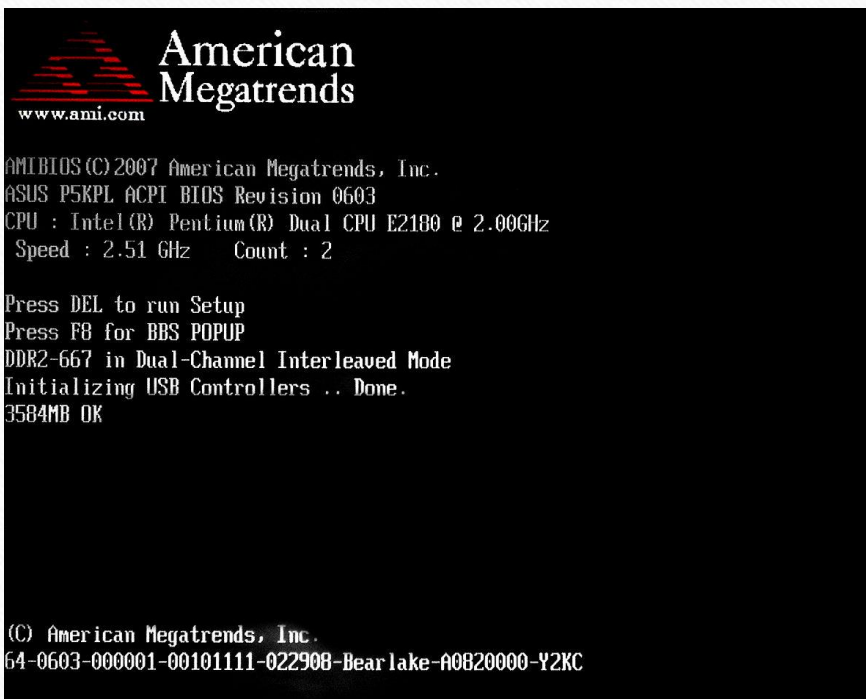 American
Megatrends
www.ami.com
AMIBIOS(C)2007 American Megatrends, Inc.
ASUS P5KPL ACPI BIOS Revision 0603
CPU : Intel(R) Pentium(R) Dual CPU E2180 @ 2.00GHz
Speed : 2.51 GHz Count : 2
Press DEL to run Setup
Press F8 for BBS POPUP
DDR2-667 in Dual-Channel Interleaved Mode
Initializing USB Controllers .. Done.
3584MB OK
(C) American Megatrends, Inc.
64-0603-000001-00101111-022908-Bearlake-A0820000-Y2KC